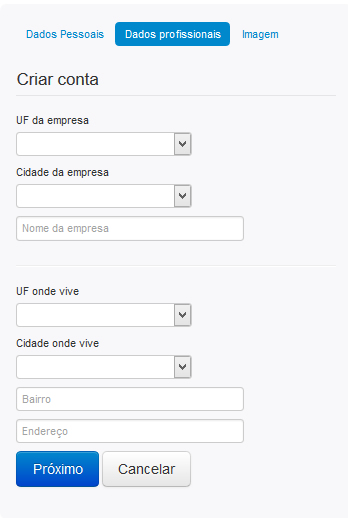 Dados Pessoais Dados profissionais Imagem
Criar conta
UF da empresa
Cidade da empresa
Nome da empresa
UF onde vive
Cidade onde vive
Bairro
Endereço
Próximo Cancelar